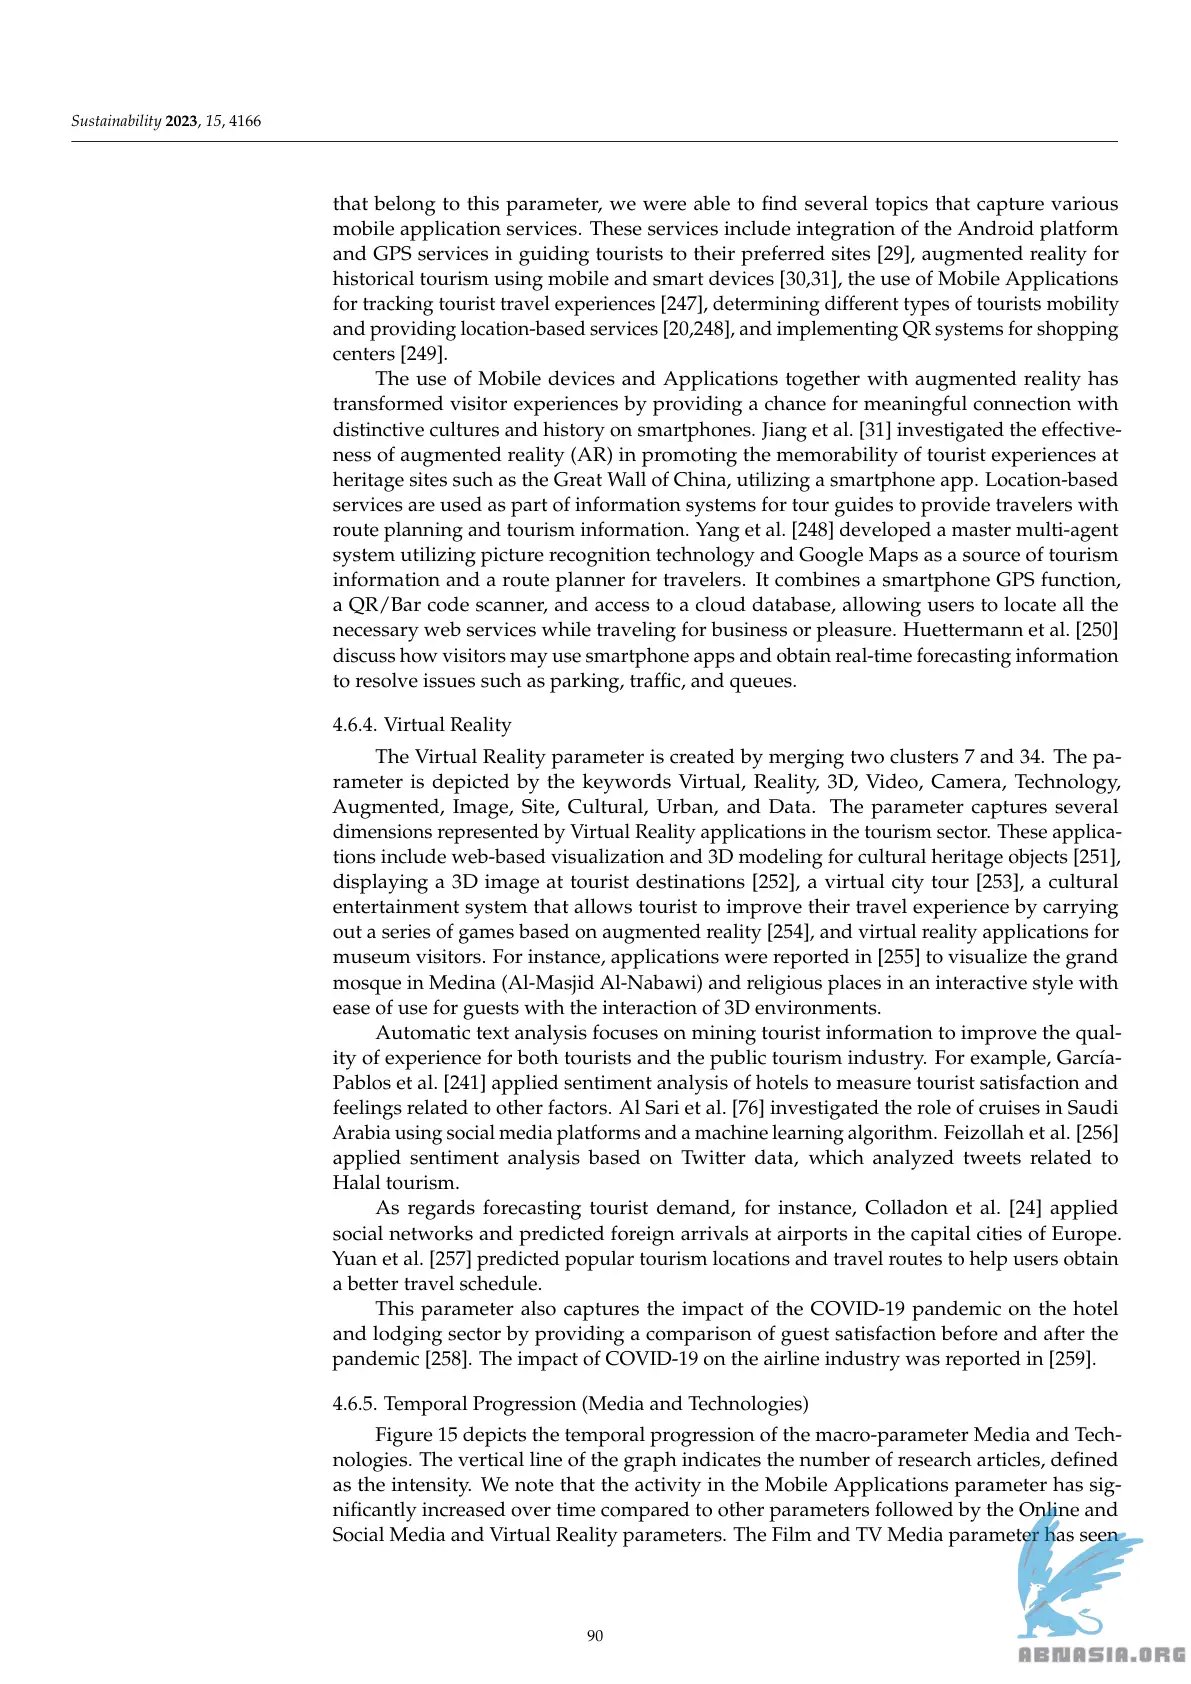 Sustainability 2023, 15, 4166
that belong to this parameter, we were able to find several topics that capture various
mobile application services. These services include integration of the Android platform
and GPS services in guiding tourists to their preferred sites [29], augmented reality for
historical tourism using mobile and smart devices [30,31], the use of Mobile Applications
for tracking tourist travel experiences [247], determining different types of tourists mobility
and providing location-based services [20,248], and implementing QR systems for shopping
centers [249].
The use of Mobile devices and Applications together with augmented reality has
transformed visitor experiences by providing a chance for meaningful connection with
distinctive cultures and history on smartphones. Jiang et al. [31] investigated the effective-
ness of augmented reality (AR) in promoting the memorability of tourist experiences at
heritage sites such as the Great Wall of China, utilizing a smartphone app. Location-based
services are used as part of information systems for tour guides to provide travelers with
route planning and tourism information. Yang et al. [248] developed a master multi-agent
system utilizing picture recognition technology and Google Maps as a source of tourism
information and a route planner for travelers. It combines a smartphone GPS function,
a QR/Bar code scanner, and access to a cloud database, allowing users to locate all the
necessary web services while traveling for business or pleasure. Huettermann et al. [250]
discuss how visitors may use smartphone apps and obtain real-time forecasting information
to resolve issues such as parking, traffic, and queues.
4.6.4. Virtual Reality
The Virtual Reality parameter is created by merging two clusters 7 and 34. The pa-
rameter is depicted by the keywords Virtual, Reality, 3D, Video, Camera, Technology,
Augmented, Image, Site, Cultural, Urban, and Data. The parameter captures several
dimensions represented by Virtual Reality applications in the tourism sector. These applica-
tions include web-based visualization and 3D modeling for cultural heritage objects [251],
displaying a 3D image at tourist destinations [252], a virtual city tour [253], a cultural
entertainment system that allows tourist to improve their travel experience by carrying
out a series of games based on augmented reality [254], and virtual reality applications for
museum visitors. For instance, applications were reported in [255] to visualize the grand
mosque in Medina (Al-Masjid Al-Nabawi) and religious places in an interactive style with
ease of use for guests with the interaction of 3D environments.
Automatic text analysis focuses on mining tourist information to improve the qual-
ity of experience for both tourists and the public tourism industry. For example, García-
Pablos et al. [241] applied sentiment analysis of hotels to measure tourist satisfaction and
feelings related to other factors. Al Sari et al. [76] investigated the role of cruises in Saudi
Arabia using social media platforms and a machine learning algorithm. Feizollah et al. [256]
applied sentiment analysis based on Twitter data, which analyzed tweets related to
Halal tourism.
As regards forecasting tourist demand, for instance, Colladon et al. [24] applied
social networks and predicted foreign arrivals at airports in the capital cities of Europe.
Yuan et al. [257] predicted popular tourism locations and travel routes to help users obtain
a better travel schedule.
This parameter also captures the impact of the COVID-19 pandemic on the hotel
and lodging sector by providing a comparison of guest satisfaction before and after the
pandemic [258]. The impact of COVID-19 on the airline industry was reported in [259].
4.6.5. Temporal Progression (Media and Technologies)
Figure 15 depicts the temporal progression of the macro-parameter Media and Tech-
nologies. The vertical line of the graph indicates the number of research articles, defined
as the intensity. We note that the activity in the Mobile Applications parameter has sig-
nificantly increased over time compared to other parameters followed by the Online and
Social Media and Virtual Reality parameters. The Film and TV Media parameter has seen
90
ABNASIA.ORG